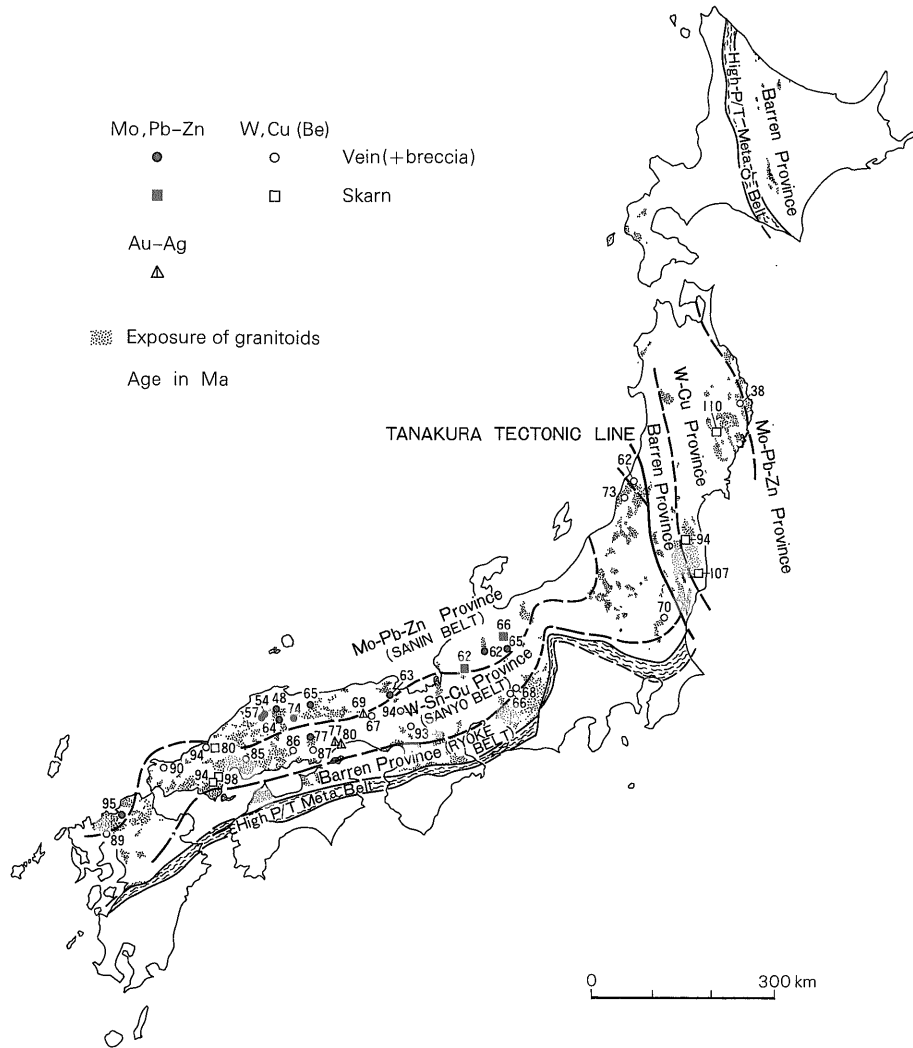 Mo, Pb–Zn W, Cu (Be)
Vein (+breccia)
Skarn
Au–Ag
Exposure of granitoids
Age in Ma
High-P/T Meta. Belt
Barren Province
38
110
W-Cu Province
Mo-Pb-Zn Province
TANAKURA TECTONIC LINE
Barren Province
62
73
94
107
70
Mo-Pb-Zn Province
(SANIN BELT)
66
65
62
62
63
W-Sn-Cu Province
(SANYO BELT)
68
66
54
48
65
57
74
64
69
67
94
93
77
77
80
86
87
85
80
94
90
94
98
95
89
Barren Province (RYOKE
BELT)
High P/T Meta Belt
0 300 km